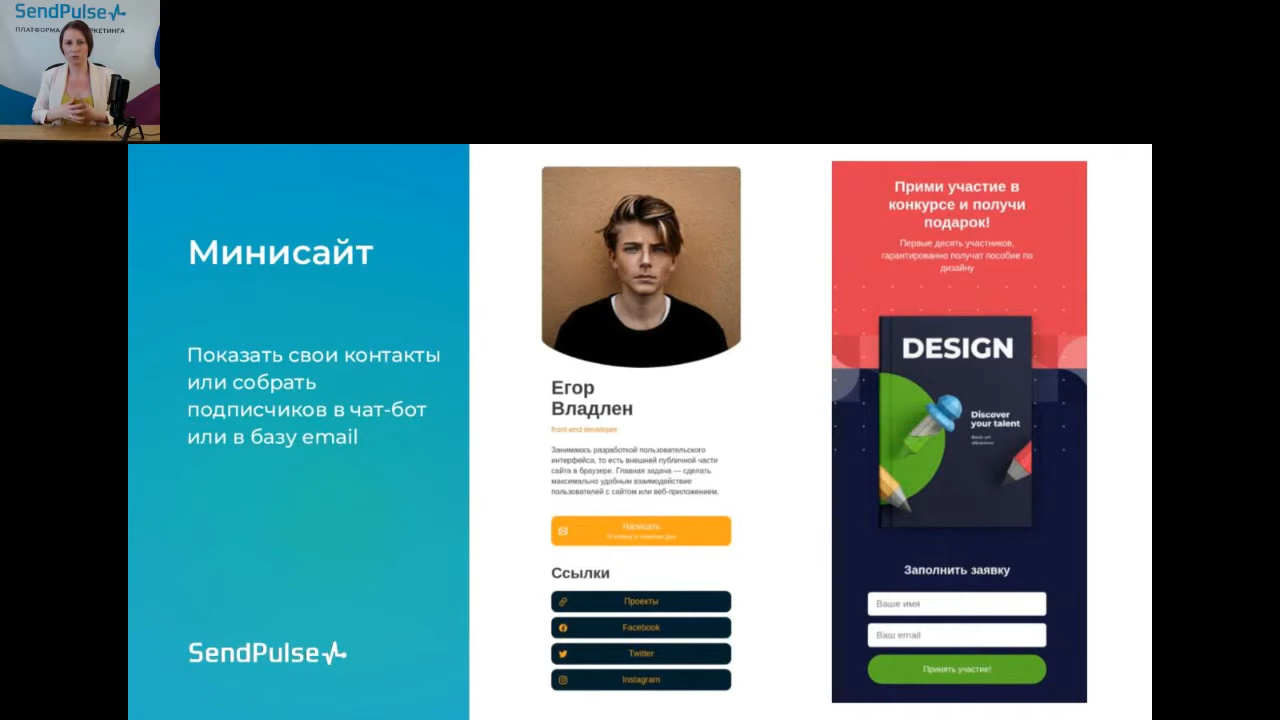 SendPulse
ПЛАТФОРМА РКЕТИНГА
Минисайт
Показать свои контакты
или собрать
подписчиков в чат-бот
или в базу email
SendPulse
Егор
Владлен
front-end developer
Занимаюсь разработкой пользовательского
интерфейса, то есть внешней публичной части
сайта в браузере. Главная задача — сделать
максимально удобным взаимодействие
пользователей с сайтом или веб-приложением.
Написать
Ссылки
Проекты
Facebook
Twitter
Instagram
Прими участие в
конкурсе и получи
подарок!
Первые десять участников,
гарантированно получат пособие по
дизайну
DESIGN
Discover
your talent
Заполнить заявку
Ваше имя
Ваш email
Принять участие!